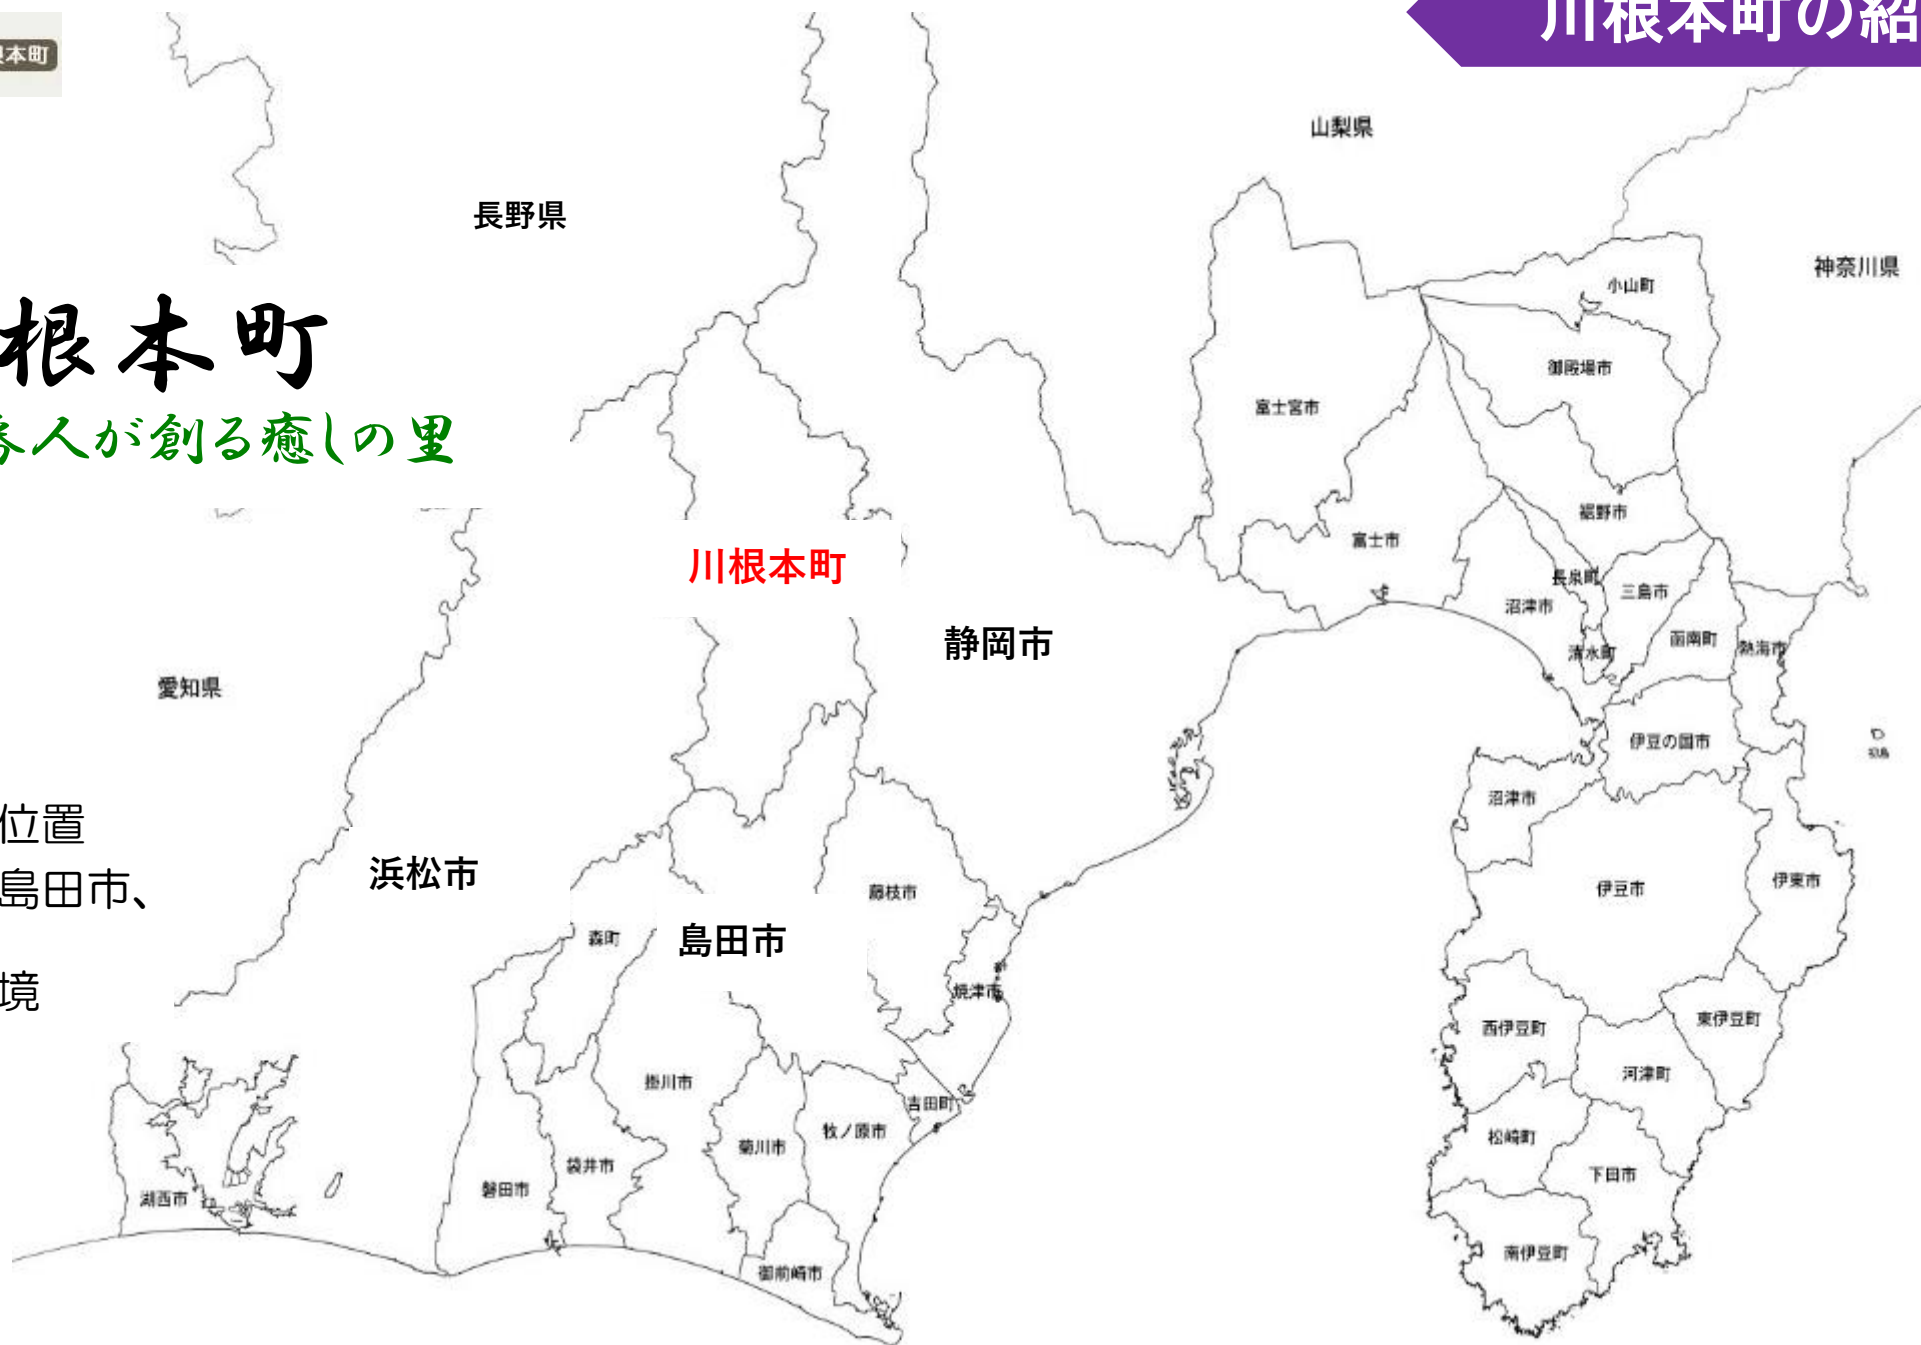 川根本町の紹
根本町
山梨県
長野県
神奈川県
小山町
根本町
御殿場市
富士宮市
人が創る癒しの里
裾野市
富士市
川根本町
長泉町
三島市
沼津市
静岡市
函南町
清水町
熱海市
愛知県
伊豆の国市
初島
沼津市
位置
浜松市
島田市、
藤枝市
伊豆市
伊東市
森町
島田市
境
焼津市
西伊豆町
東伊豆町
掛川市
河津町
吉田町
牧ノ原市
菊川市
松崎町
袋井市
下田市
磐田市
湖西市
南伊豆町
御前崎市